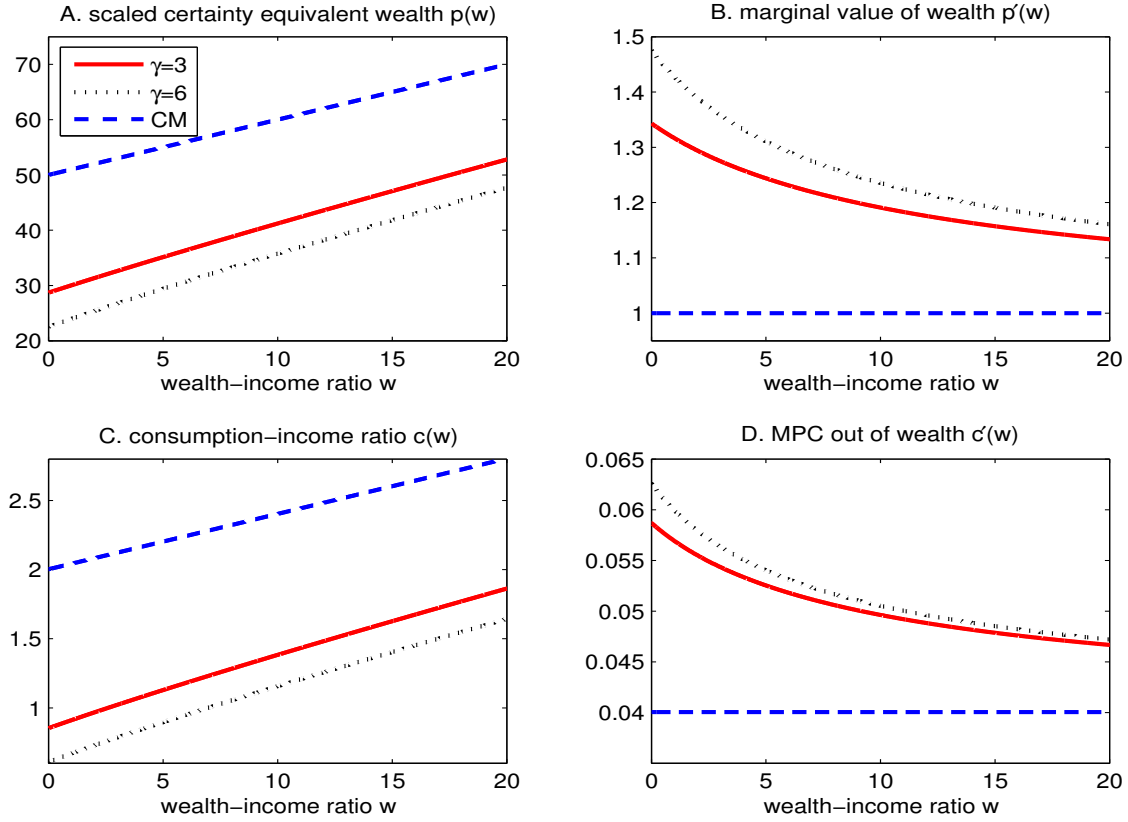 A. scaled certainty equivalent wealth p(w)
70
60
50
40
30
20
γ=3
γ=6
CM
0 5 10 15 20
wealth−income ratio w
B. marginal value of wealth p′(w)
1.5
1.4
1.3
1.2
1.1
1
0 5 10 15 20
wealth−income ratio w
C. consumption−income ratio c(w)
2.5
2
1.5
1
0 5 10 15 20
wealth−income ratio w
D. MPC out of wealth c′(w)
0.065
0.06
0.055
0.05
0.045
0.04
0 5 10 15 20
wealth−income ratio w